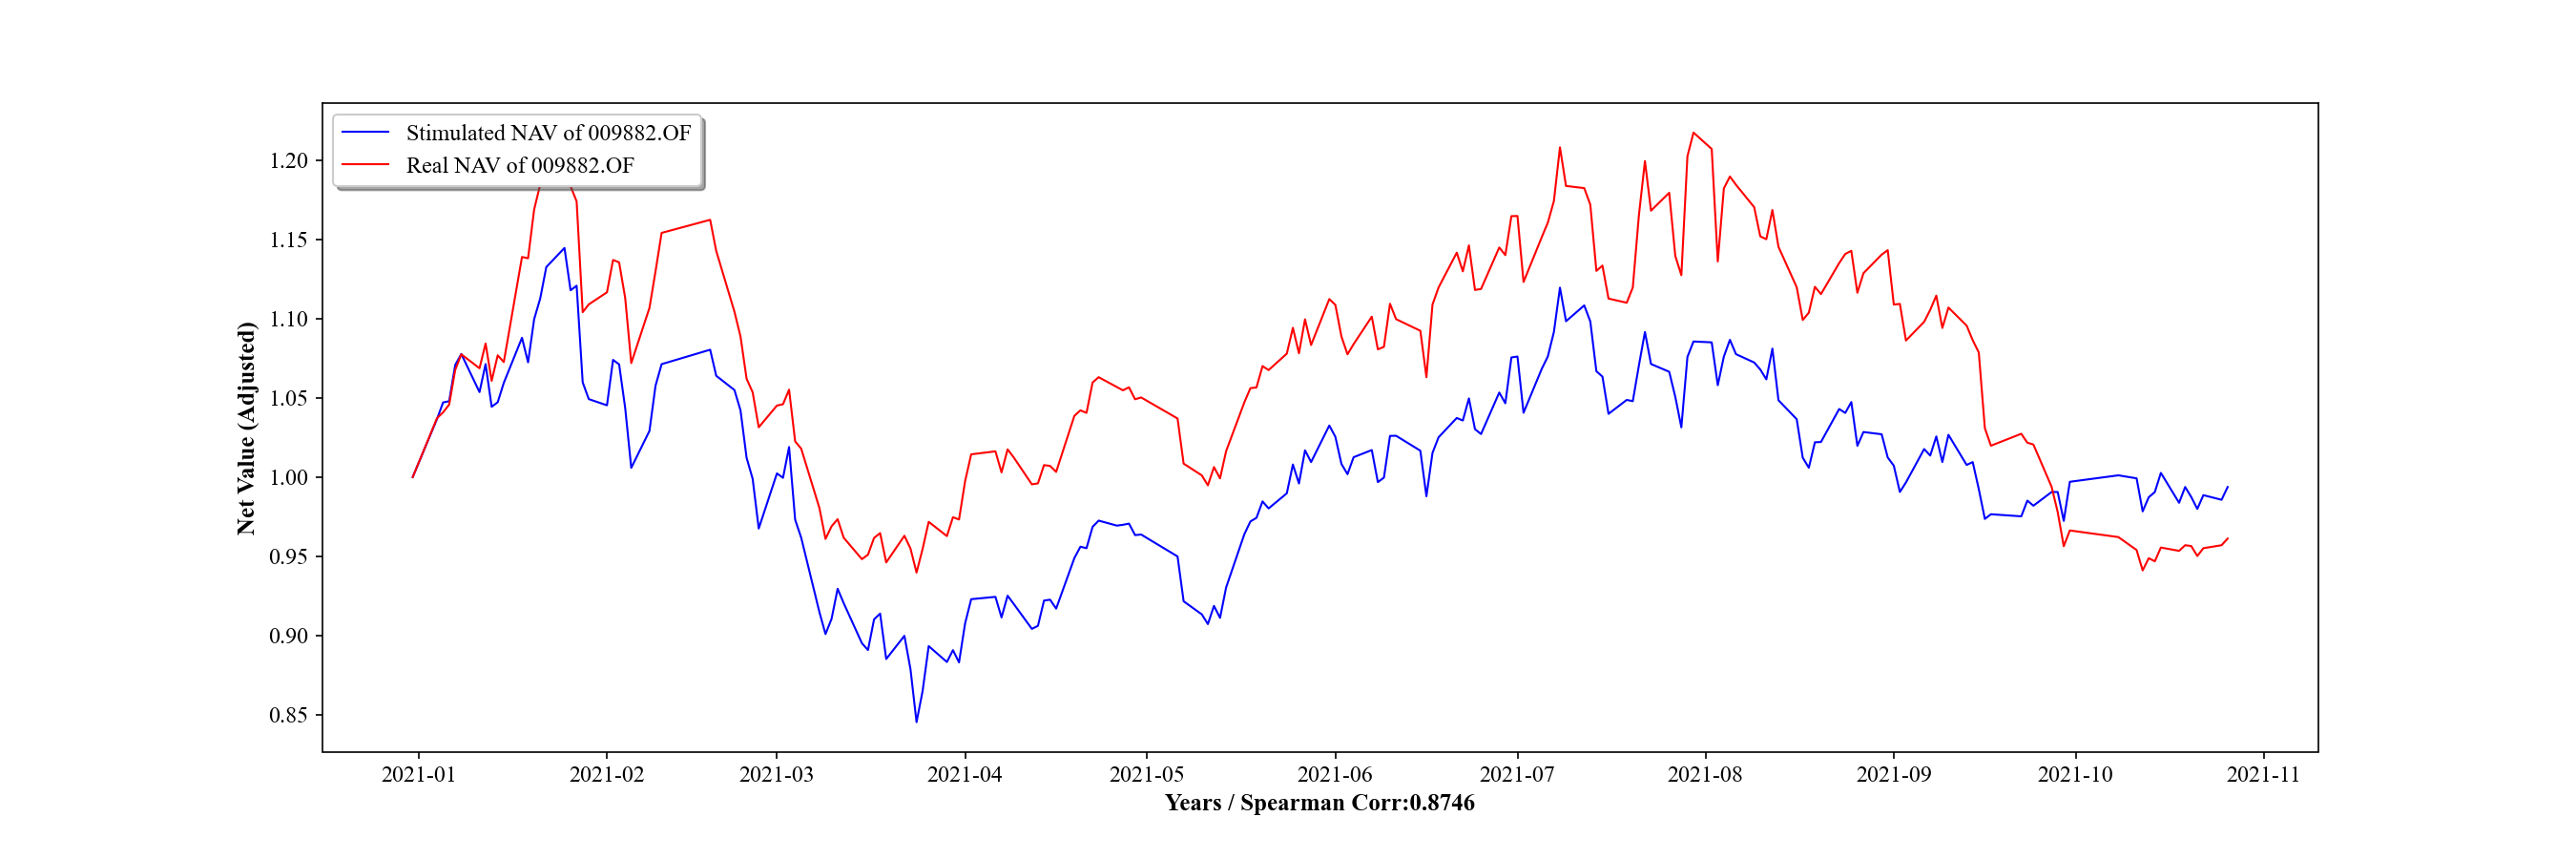 Stimulated NAV of 009882.OF
Real NAV of 009882.OF
Net Value (Adjusted)
1.20
1.15
1.10
1.05
1.00
0.95
0.90
0.85
2021-01 2021-02 2021-03 2021-04 2021-05 2021-06 2021-07 2021-08 2021-09 2021-10 2021-11
Years / Spearman Corr:0.8746